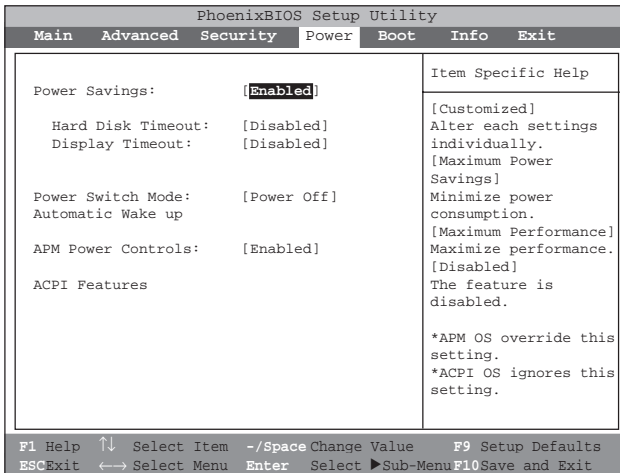 PhoenixBIOS Setup Utility
Main Advanced Security Power Boot Info Exit
Power Savings: [Enabled]
Hard Disk Timeout: [Disabled]
Display Timeout: [Disabled]
Power Switch Mode: [Power Off]
Automatic Wake up
APM Power Controls: [Enabled]
ACPI Features
Item Specific Help
[Customized]
Alter each settings
individually.
[Maximum Power
Savings]
Minimize power
consumption.
[Maximum Performance]
Maximize performance.
[Disabled]
The feature is
disabled.
*APM OS override this
setting.
*ACPI OS ignores this
setting.
F1 Help ↑↓ Select Item -/Space Change Value F9 Setup Defaults
ESCExit ←→ Select Menu Enter Select ▶Sub-Menu F10Save and Exit